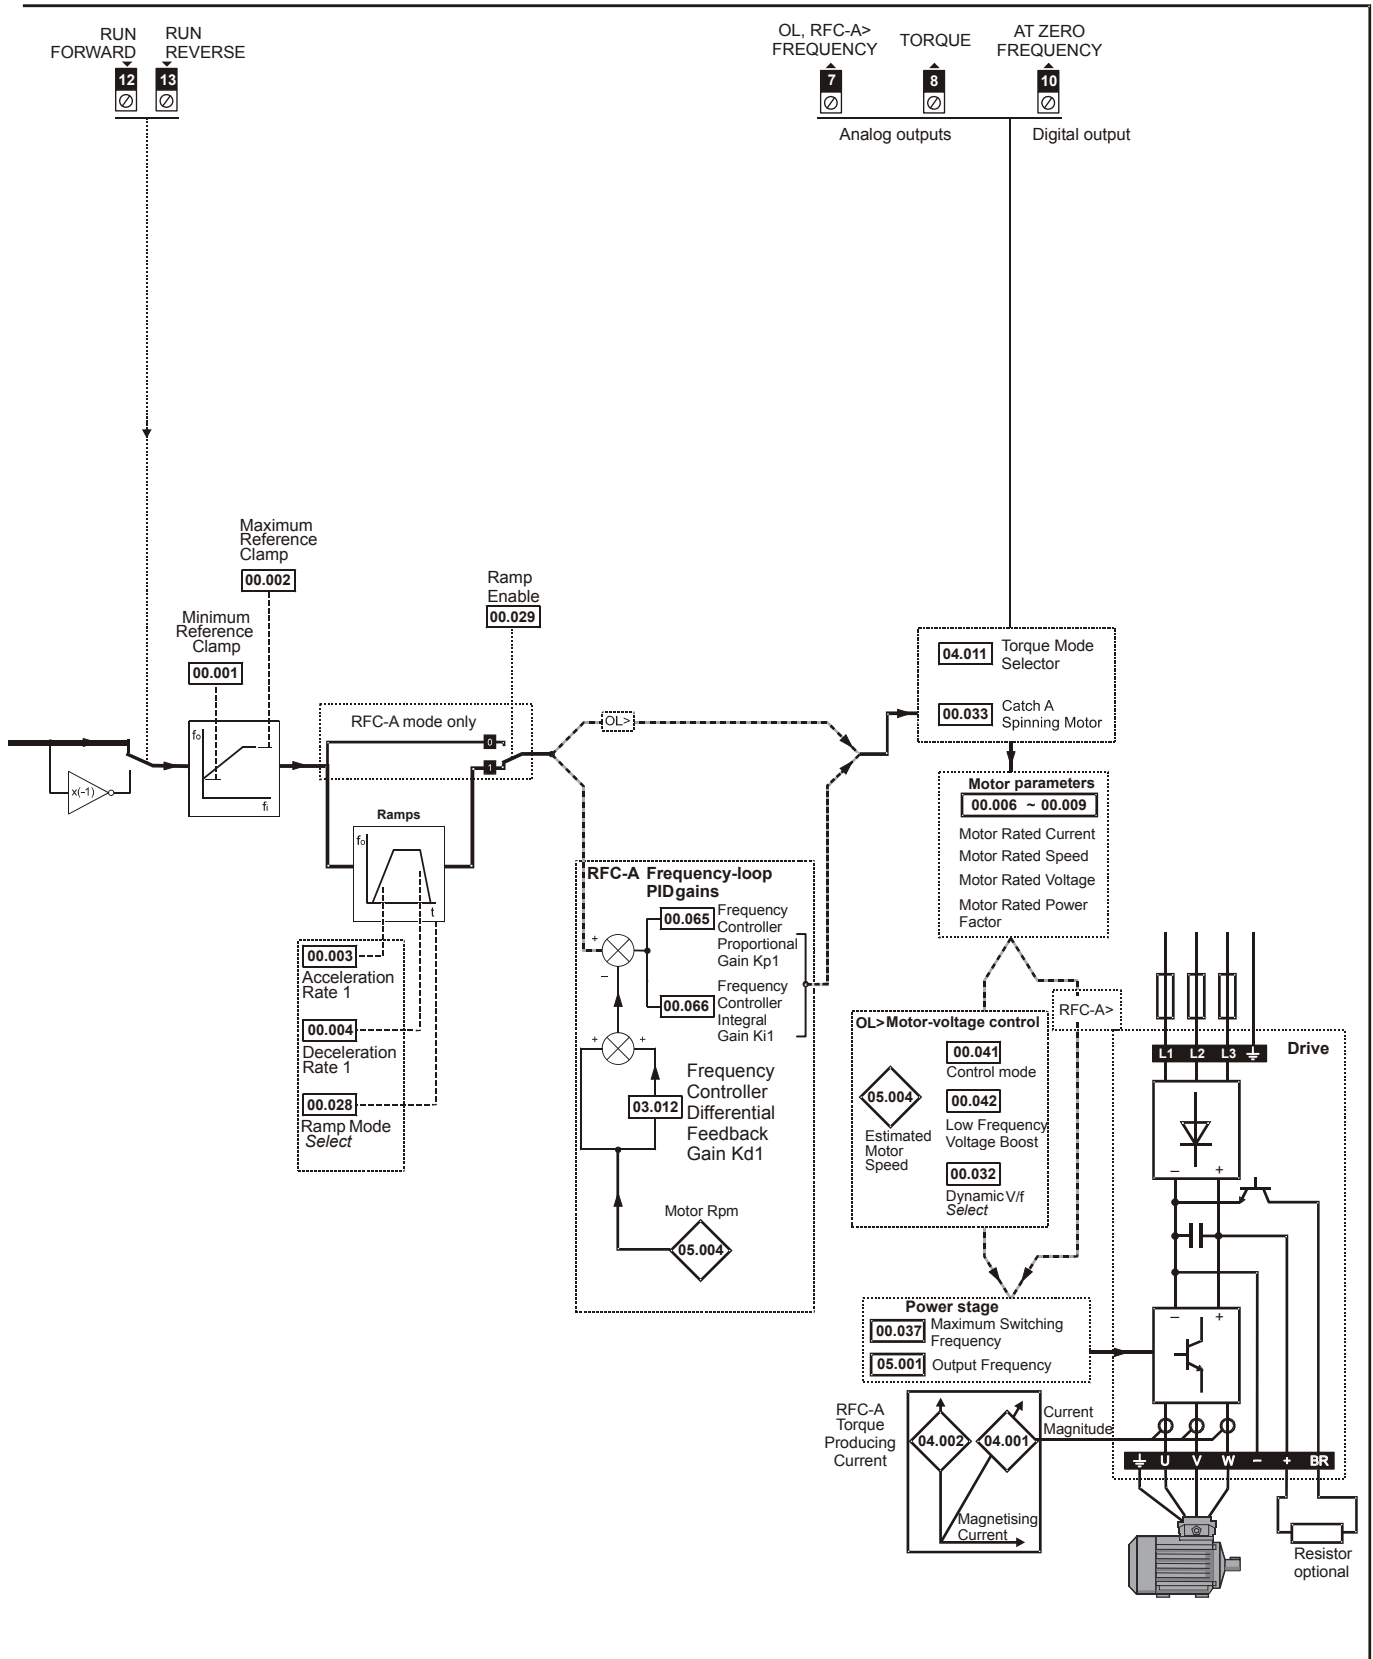 RUN
FORWARD
RUN
REVERSE
12
13
OL, RFC-A>
FREQUENCY
TORQUE
AT ZERO
FREQUENCY
7
8
10
Analog outputs
Digital output
Maximum
Reference
Clamp
00.002
Minimum
Reference
Clamp
00.001
Ramp
Enable
00.029
x(-1)
fo
fi
RFC-A mode only
0
1
Ramps
fo
t
00.003
Acceleration
Rate 1
00.004
Deceleration
Rate 1
00.028
Ramp Mode
Select
OL>
RFC-A Frequency-loop
PID gains
+
−
00.065
Frequency
Controller
Proportional
Gain Kp1
00.066
Frequency
Controller
Integral
Gain Ki1
+
+
03.012
Frequency
Controller
Differential
Feedback
Gain Kd1
Motor Rpm
05.004
04.011
Torque Mode
Selector
00.033
Catch A
Spinning Motor
Motor parameters
00.006 ~ 00.009
Motor Rated Current
Motor Rated Speed
Motor Rated Voltage
Motor Rated Power
Factor
RFC-A>
OL> Motor-voltage control
00.041
Control mode
05.004
Estimated
Motor
Speed
00.042
Low Frequency
Voltage Boost
00.032
Dynamic V/f
Select
Power stage
00.037
Maximum Switching
Frequency
05.001
Output Frequency
RFC-A
Torque
Producing
Current
04.002
04.001
Current
Magnitude
Magnetising
Current
L1 L2 L3
Drive
− +
− +
U V W − + BR
Resistor
optional